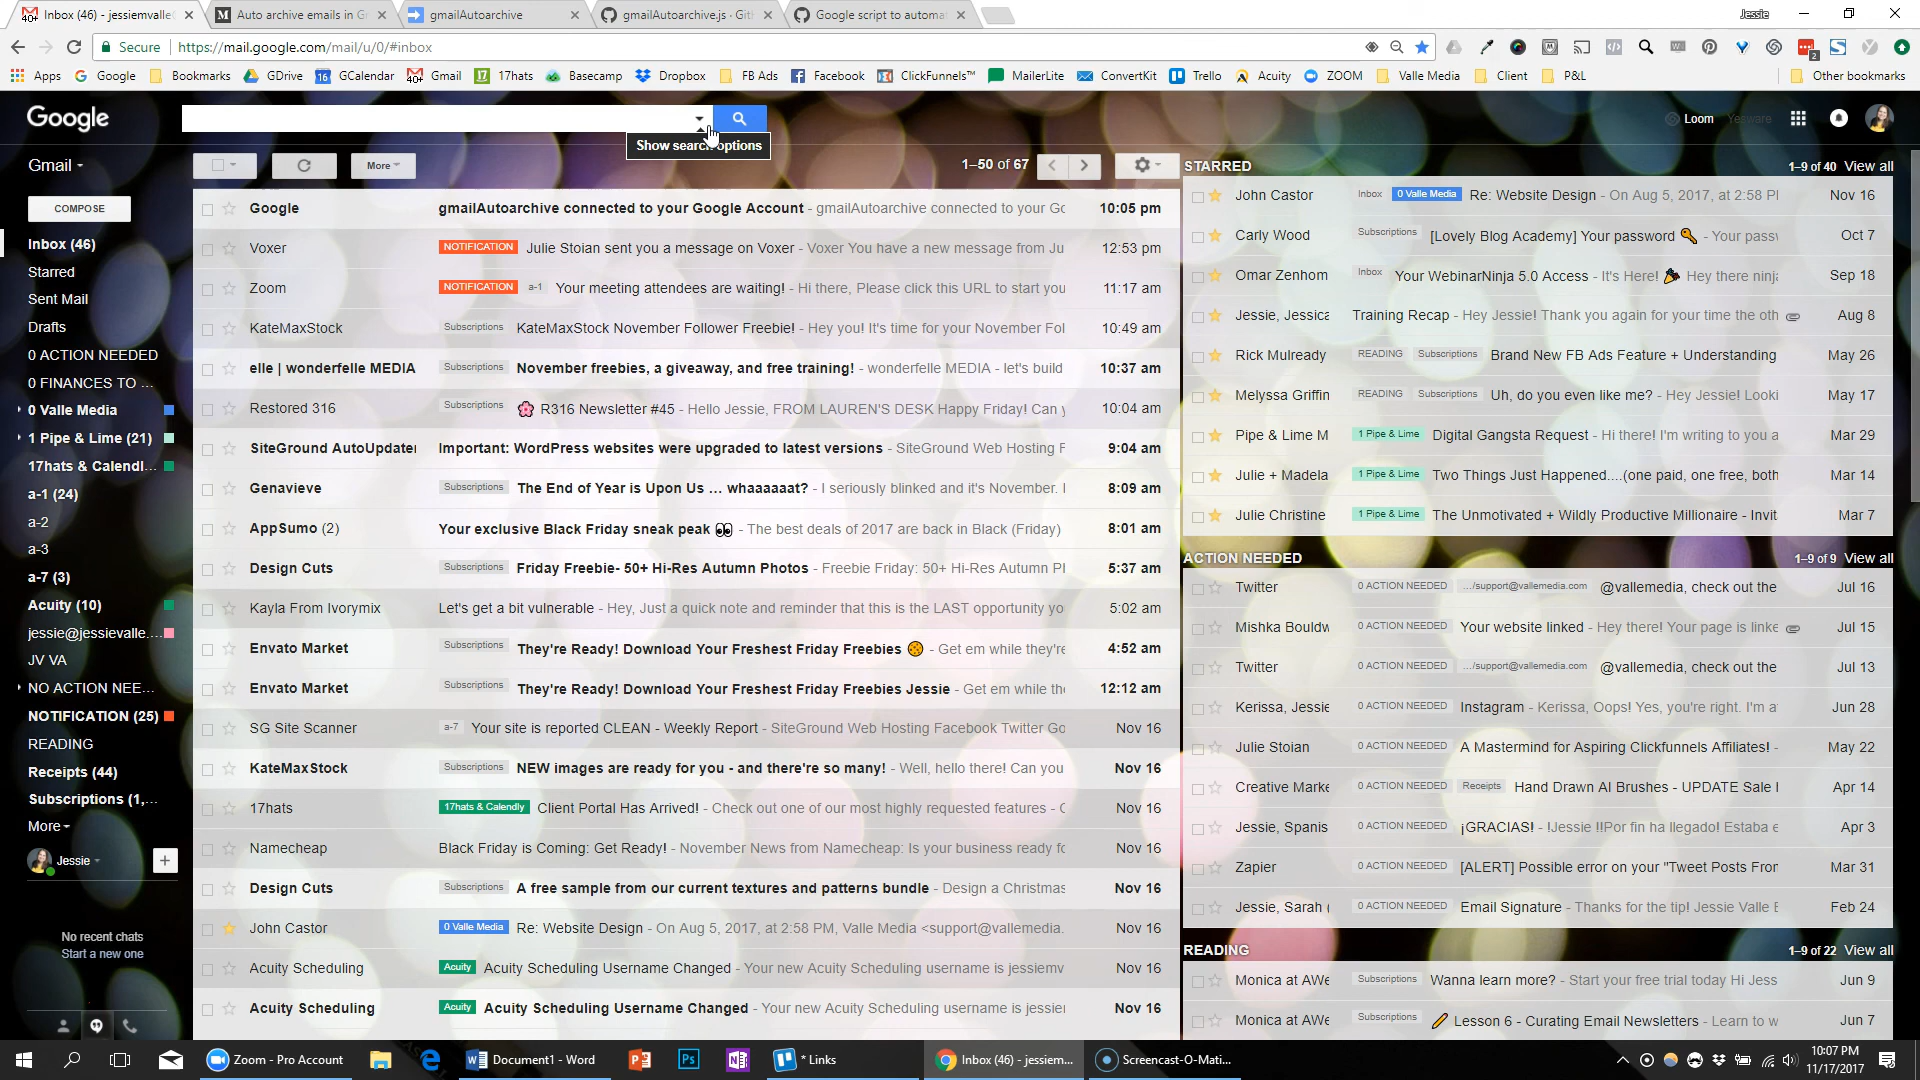 Inbox (46) - jessiemvalle
Auto archive emails in G
gmailAutoarchive
gmailAutoarchive.js · Git
Google script to automa
Jessie
Secure
https://mail.google.com/mail/u/0/#inbox
Apps
Google
Bookmarks
GDrive
GCalendar
Gmail
17hats
Basecamp
Dropbox
FB Ads
Facebook
ClickFunnels™
MailerLite
ConvertKit
Trello
Acuity
ZOOM
Valle Media
Client
P&L
Other bookmarks
Google
Show search options
Loom
Yesware
Gmail
More
1–50 of 67
COMPOSE
Inbox (46)
Starred
Sent Mail
Drafts
0 ACTION NEEDED
0 FINANCES TO ...
0 Valle Media
1 Pipe & Lime (21)
17hats & Calendl...
a-1 (24)
a-2
a-3
a-7 (3)
Acuity (10)
jessie@jessievalle....
JV VA
NO ACTION NEE...
NOTIFICATION (25)
READING
Receipts (44)
Subscriptions (1,...
More
Jessie
No recent chats
Start a new one
Google gmailAutoarchive connected to your Google Account - gmailAutoarchive connected to your Gc 10:05 pm
Voxer NOTIFICATION Julie Stoian sent you a message on Voxer - Voxer You have a new message from Ju 12:53 pm
Zoom NOTIFICATION a-1 Your meeting attendees are waiting! - Hi there, Please click this URL to start you 11:17 am
KateMaxStock Subscriptions KateMaxStock November Follower Freebie! - Hey you! It's time for your November Fol 10:49 am
elle | wonderfelle MEDIA Subscriptions November freebies, a giveaway, and free training! - wonderfelle MEDIA - let's build 10:37 am
Restored 316 Subscriptions R316 Newsletter #45 - Hello Jessie, FROM LAUREN'S DESK Happy Friday! Can y 10:04 am
SiteGround AutoUpdater Important: WordPress websites were upgraded to latest versions - SiteGround Web Hosting F 9:04 am
Genavieve Subscriptions The End of Year is Upon Us ... whaaaaaat? - I seriously blinked and it's November. I 8:09 am
AppSumo (2) Your exclusive Black Friday sneak peak 👀 - The best deals of 2017 are back in Black (Friday) 8:01 am
Design Cuts Subscriptions Friday Freebie- 50+ Hi-Res Autumn Photos - Freebie Friday: 50+ Hi-Res Autumn Pl 5:37 am
Kayla From Ivorymix Let's get a bit vulnerable - Hey, Just a quick note and reminder that this is the LAST opportunity yo 5:02 am
Envato Market Subscriptions They're Ready! Download Your Freshest Friday Freebies 🍪 - Get em while they're 4:52 am
Envato Market Subscriptions They're Ready! Download Your Freshest Friday Freebies Jessie - Get em while the 12:12 am
SG Site Scanner a-7 Your site is reported CLEAN - Weekly Report - SiteGround Web Hosting Facebook Twitter Go Nov 16
KateMaxStock Subscriptions NEW images are ready for you - and there're so many! - Well, hello there! Can you Nov 16
17hats 17hats & Calendly Client Portal Has Arrived! - Check out one of our most highly requested features - C Nov 16
Namecheap Black Friday is Coming: Get Ready! - November News from Namecheap: Is your business ready fo Nov 16
Design Cuts Subscriptions A free sample from our current textures and patterns bundle - Design a Christmas Nov 16
John Castor 0 Valle Media Re: Website Design - On Aug 5, 2017, at 2:58 PM, Valle Media <support@vallemedia. Nov 16
Acuity Scheduling Acuity Acuity Scheduling Username Changed - Your new Acuity Scheduling username is jessiemv Nov 16
Acuity Scheduling Acuity Acuity Scheduling Username Changed - Your new Acuity Scheduling username is jessier Nov 16
STARRED 1–9 of 40 View all
John Castor Inbox 0 Valle Media Re: Website Design - On Aug 5, 2017, at 2:58 Pl Nov 16
Carly Wood Subscriptions [Lovely Blog Academy] Your password 🔑 - Your passv Oct 7
Omar Zenhom Inbox Your WebinarNinja 5.0 Access - It's Here! 🎉 Hey there ninja Sep 18
Jessie, Jessica Training Recap - Hey Jessie! Thank you again for your time the oth Aug 8
Rick Mulready READING Subscriptions Brand New FB Ads Feature + Understanding May 26
Melyssa Griffin READING Subscriptions Uh, do you even like me? - Hey Jessie! Looki May 17
Pipe & Lime M 1 Pipe & Lime Digital Gangsta Request - Hi there! I'm writing to you a Mar 29
Julie + Madela 1 Pipe & Lime Two Things Just Happened....(one paid, one free, both Mar 14
Julie Christine 1 Pipe & Lime The Unmotivated + Wildly Productive Millionaire - Invit Mar 7
ACTION NEEDED 1–9 of 9 View all
Twitter 0 ACTION NEEDED .../support@vallemedia.com @vallemedia, check out the Jul 16
Mishka Bouldw 0 ACTION NEEDED Your website linked - Hey there! Your page is linke Jul 15
Twitter 0 ACTION NEEDED .../support@vallemedia.com @vallemedia, check out the Jul 13
Kerissa, Jessie 0 ACTION NEEDED Instagram - Kerissa, Oops! Yes, you're right. I'm a Jun 28
Julie Stoian 0 ACTION NEEDED A Mastermind for Aspiring Clickfunnels Affiliates! - May 22
Creative Marke 0 ACTION NEEDED Receipts Hand Drawn AI Brushes - UPDATE Sale I Apr 14
Jessie, Spanis 0 ACTION NEEDED ¡GRACIAS! - !Jessie !!Por fin ha llegado! Estaba e Apr 3
Zapier 0 ACTION NEEDED [ALERT] Possible error on your "Tweet Posts Fron Mar 31
Jessie, Sarah ( 0 ACTION NEEDED Email Signature - Thanks for the tip! Jessie Valle E Feb 24
READING 1–9 of 22 View all
Monica at AWe Subscriptions Wanna learn more? - Start your free trial today Hi Jess Jun 9
Monica at AWe Subscriptions Lesson 6 - Curating Email Newsletters - Learn to w Jun 7
Zoom - Pro Account
Document1 - Word
* Links
Inbox (46) - jessiem...
Screencast-O-Mati...
10:07 PM
11/17/2017